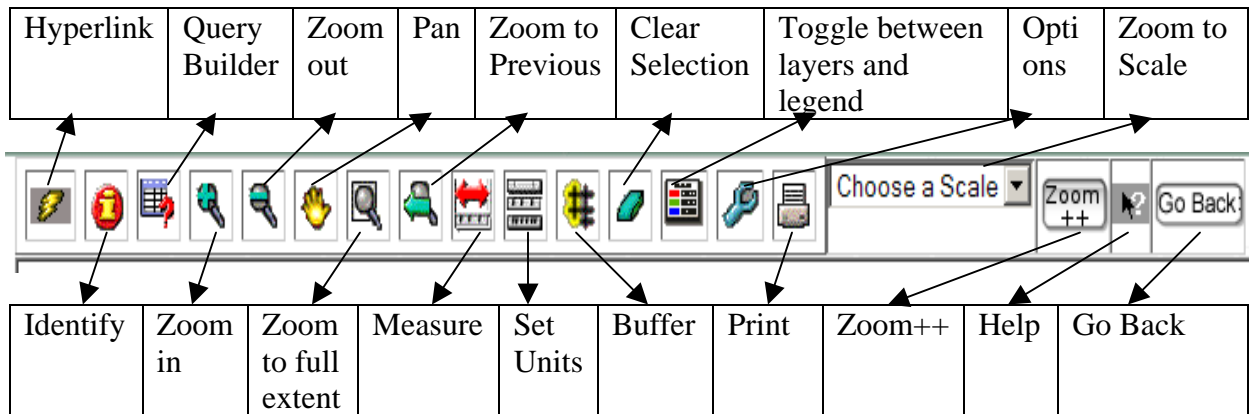 Hyperlink
Query
Builder
Zoom
out
Pan
Zoom to
Previous
Clear
Selection
Toggle between
layers and
legend
Opti
ons
Zoom to
Scale
Choose a Scale
Zoom
++
?
Go Back
Identify
Zoom
in
Zoom
to full
extent
Measure
Set
Units
Buffer
Print
Zoom++
Help
Go Back